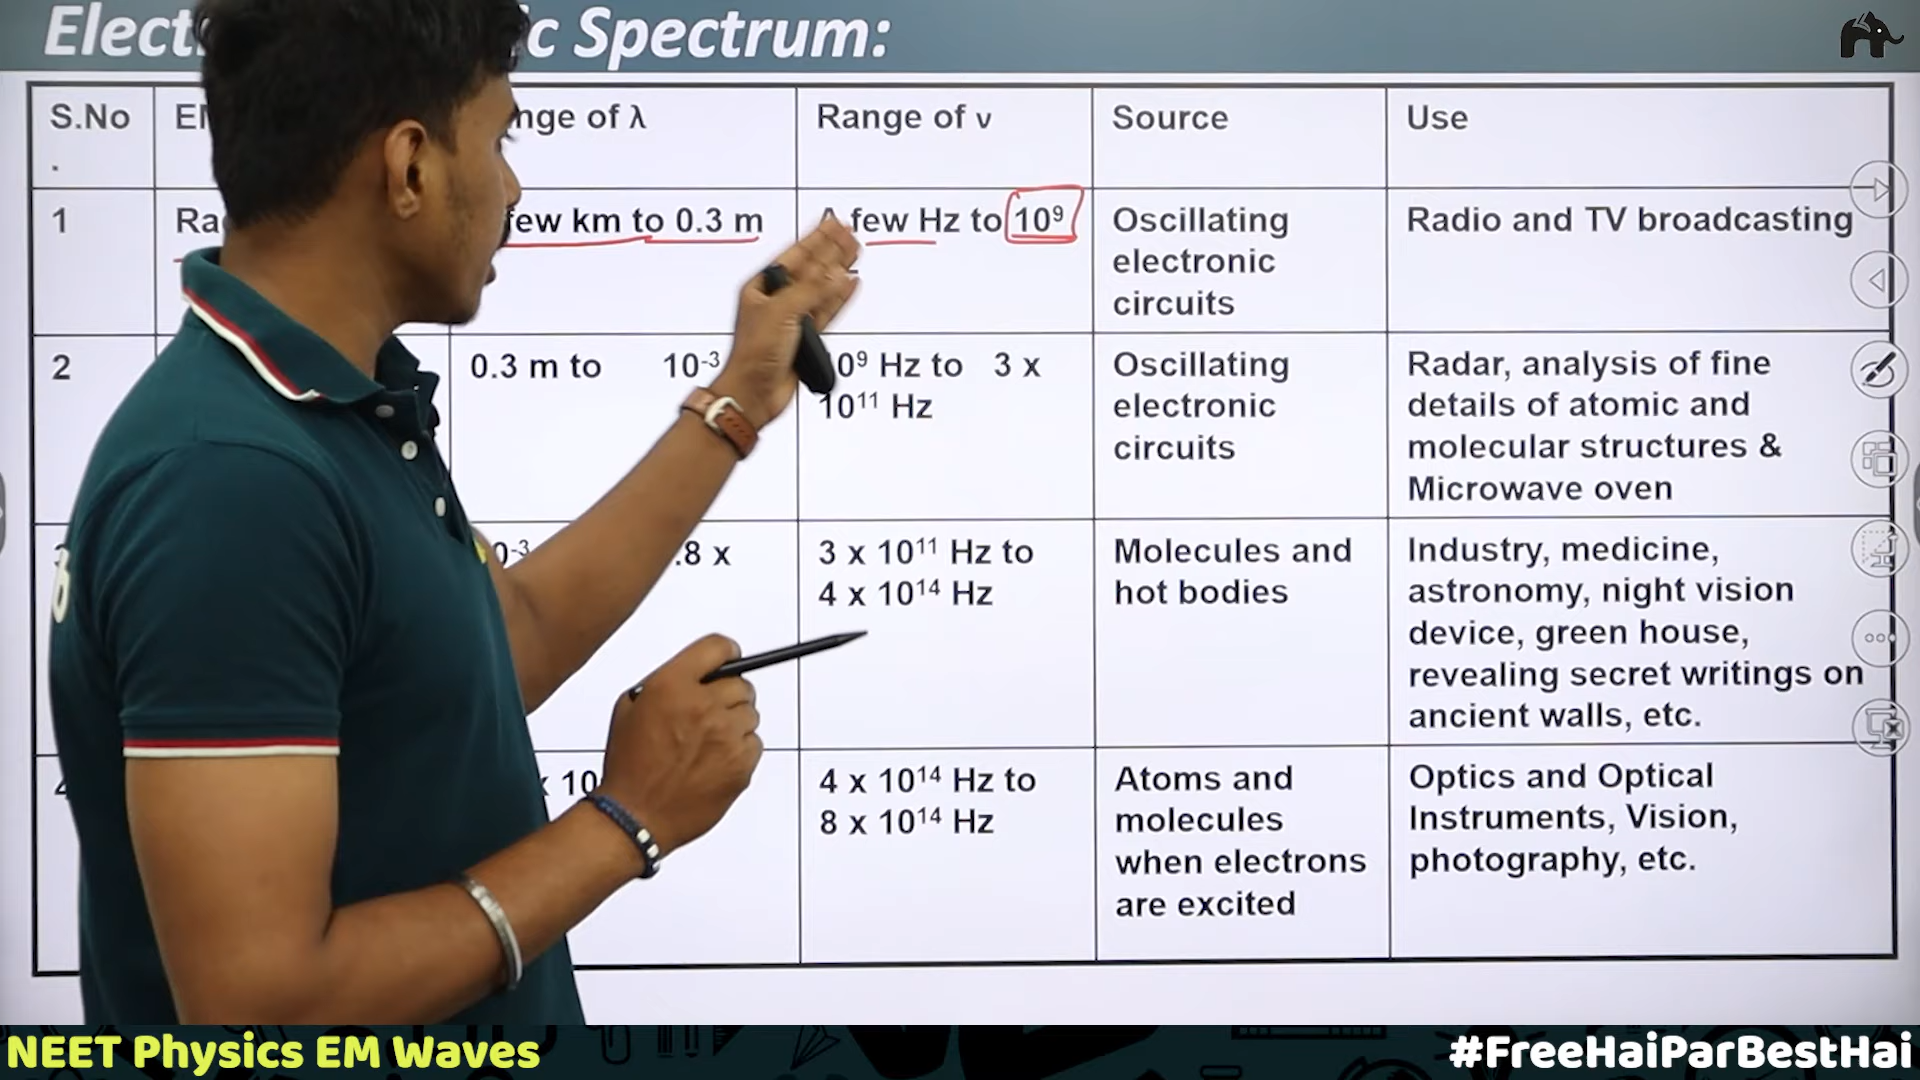 Spectrum:
S.No
.
of λ
Range of ν
Source
Use
1
few km to 0.3 m
few Hz to 10⁹
Oscillating
electronic
circuits
Radio and TV broadcasting
2
0.3 m to 10⁻³
Hz to 3 x
10¹¹ Hz
Oscillating
electronic
circuits
Radar, analysis of fine
details of atomic and
molecular structures &
Microwave oven
.8 x
3 x 10¹¹ Hz to
4 x 10¹⁴ Hz
Molecules and
hot bodies
Industry, medicine,
astronomy, night vision
device, green house,
revealing secret writings on
ancient walls, etc.
x 10
4 x 10¹⁴ Hz to
8 x 10¹⁴ Hz
Atoms and
molecules
when electrons
are excited
Optics and Optical
Instruments, Vision,
photography, etc.
NEET Physics EM Waves
#FreeHaiParBestHai